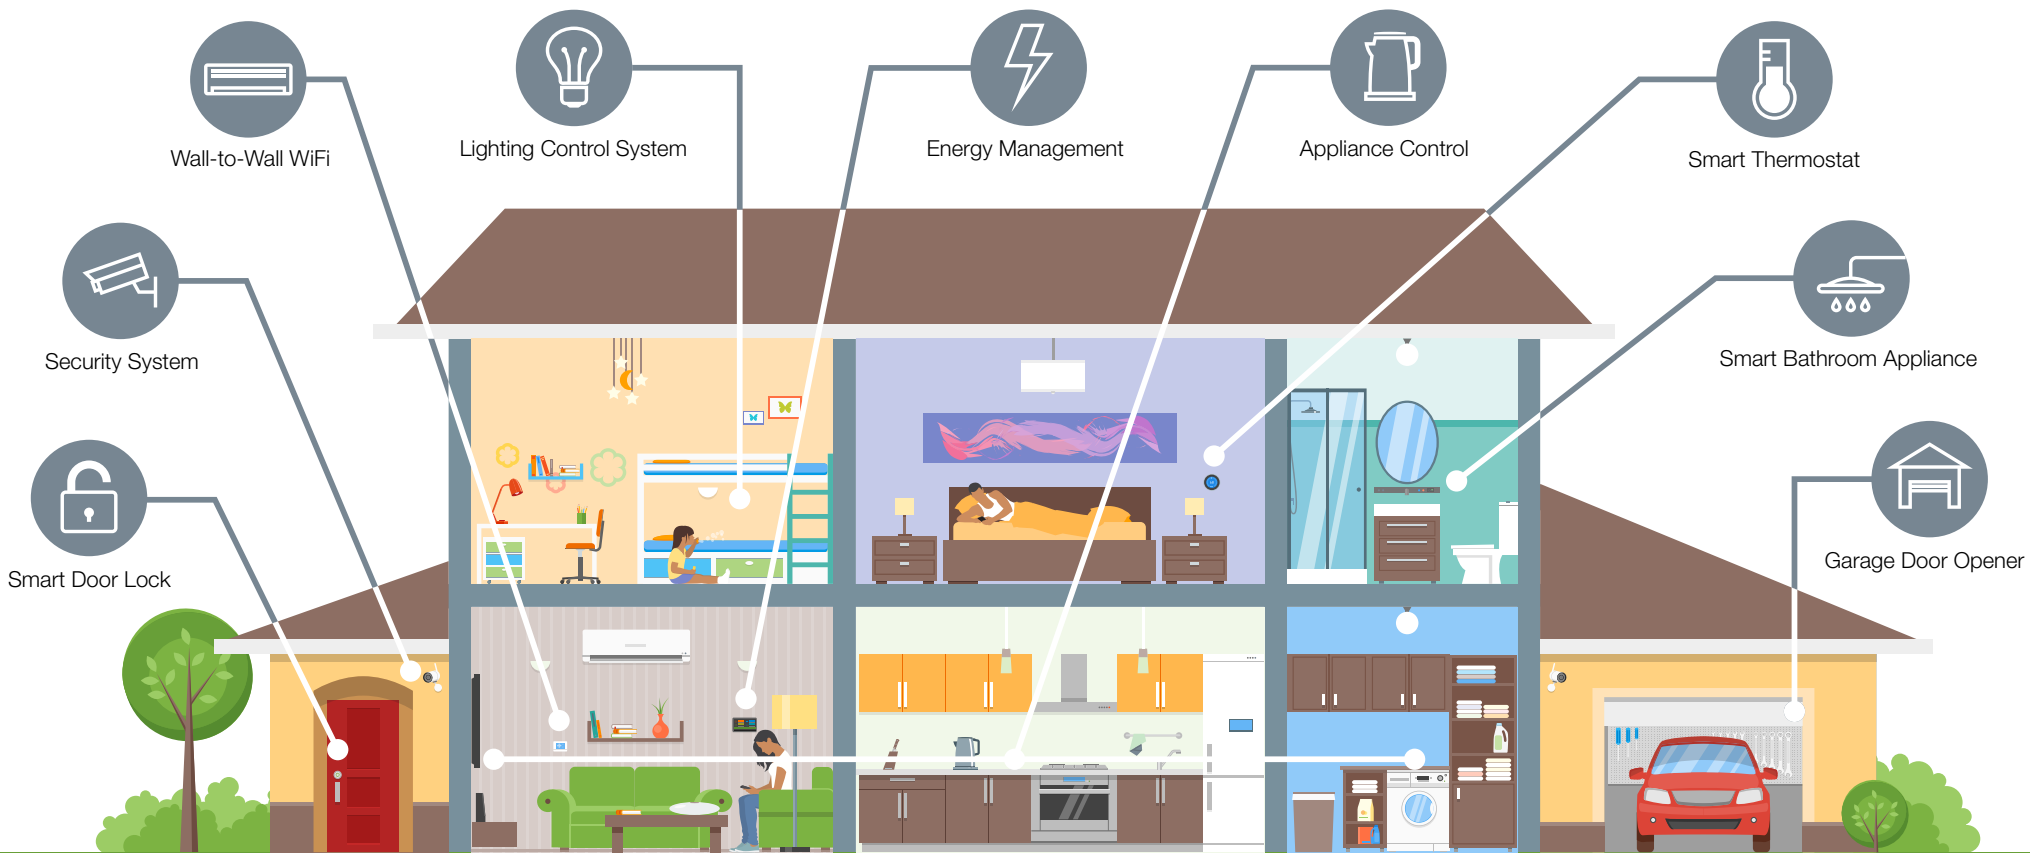 Wall-to-Wall WiFi
Lighting Control System
Energy Management
Appliance Control
Smart Thermostat
Security System
Smart Bathroom Appliance
Smart Door Lock
Garage Door Opener